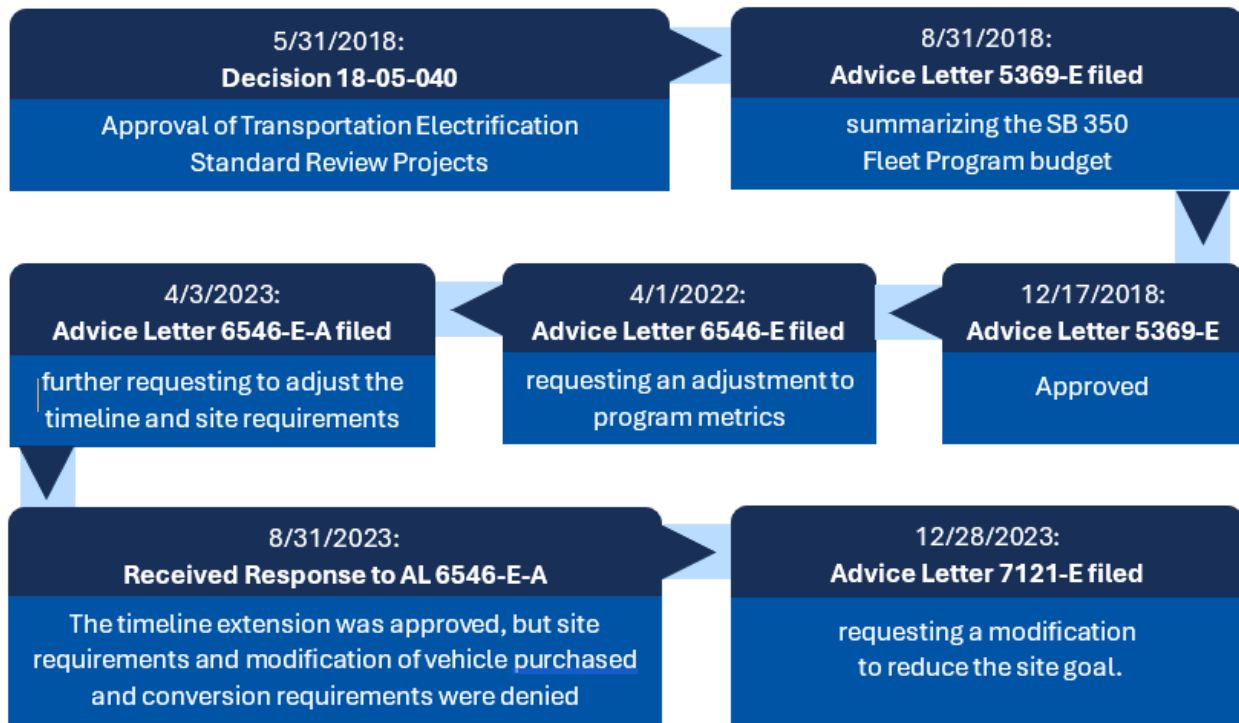 5/31/2018:
Decision 18-05-040
Approval of Transportation Electrification
Standard Review Projects
8/31/2018:
Advice Letter 5369-E filed
summarizing the SB 350
Fleet Program budget
12/17/2018:
Advice Letter 5369-E
Approved
4/1/2022:
Advice Letter 6546-E filed
requesting an adjustment to
program metrics
4/3/2023:
Advice Letter 6546-E-A filed
further requesting to adjust the
timeline and site requirements
8/31/2023:
Received Response to AL 6546-E-A
The timeline extension was approved, but site
requirements and modification of vehicle purchased
and conversion requirements were denied
12/28/2023:
Advice Letter 7121-E filed
requesting a modification
to reduce the site goal.